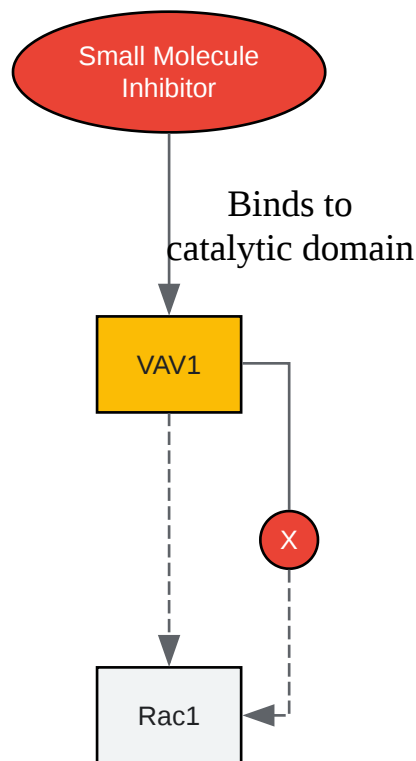 Small Molecule
Inhibitor
Binds to
catalytic domain
VAV1
X
Rac1